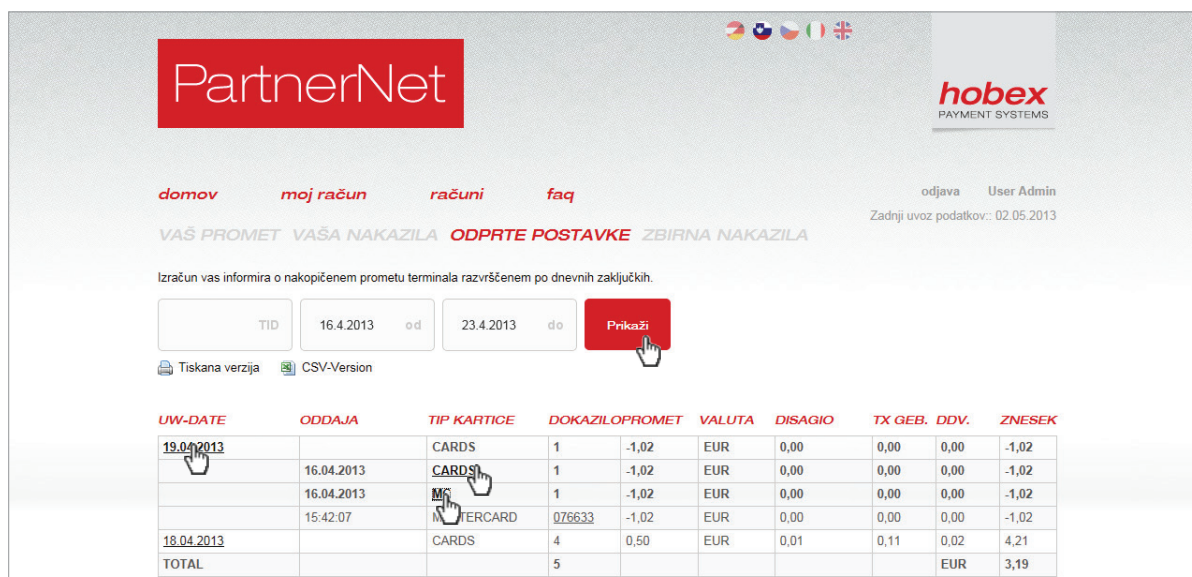 PartnerNet
hobex
PAYMENT SYSTEMS
domov moj račun računi faq
odjava User Admin
Zadnji uvoz podatkov:: 02.05.2013
VAŠ PROMET VAŠA NAKAZILA ODPRTE POSTAVKE ZBIRNA NAKAZILA
Izračun vas informira o nakopičenem prometu terminala razvrščenem po dnevnih zaključkih.
TID 16.4.2013 od 23.4.2013 do Prikaži
Tiskana verzija CSV-Version
UW-DATE ODDAJA TIP KARTICE DOKAZILO PROMET VALUTA DISAGIO TX GEB. DDV. ZNESEK
19.04.2013 CARDS 1 -1,02 EUR 0,00 0,00 0,00 -1,02
16.04.2013 CARDS 1 -1,02 EUR 0,00 0,00 0,00 -1,02
16.04.2013 1 -1,02 EUR 0,00 0,00 0,00 -1,02
15:42:07 MASTERCARD 076633 -1,02 EUR 0,00 0,00 0,00 -1,02
18.04.2013 CARDS 4 0,50 EUR 0,01 0,11 0,02 4,21
TOTAL 5 EUR 3,19